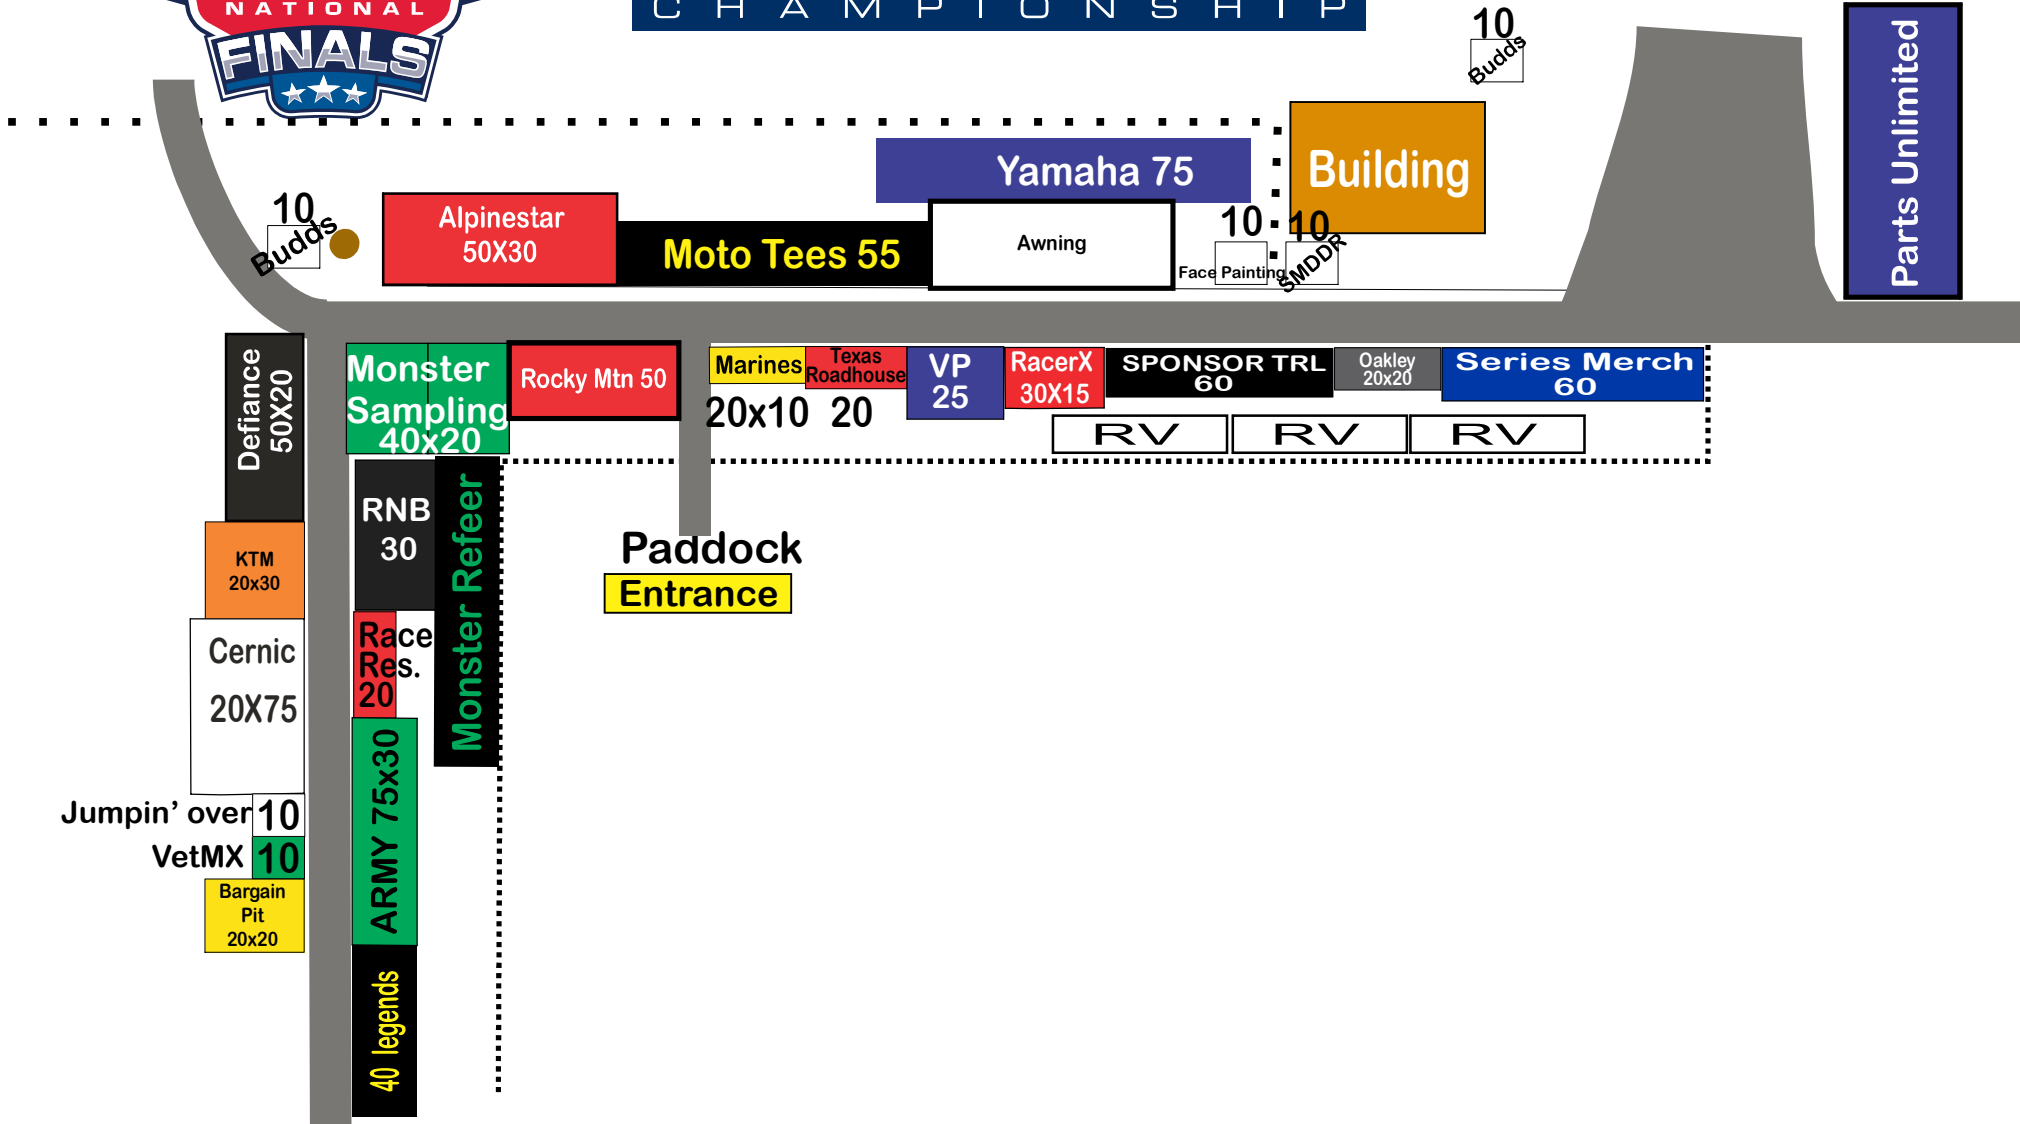 NATIONAL
FINALS
CHAMPIONSHIP
10
Budds
Parts Unlimited
Building
Yamaha 75
10
Budds
Alpinestar
50X30
Moto Tees 55
Awning
10
Face Painting
10
SMDDR
Defiance
50X20
Monster
Sampling
40x20
Rocky Mtn 50
Marines
20x10
Texas
Roadhouse
20
VP
25
RacerX
30X15
SPONSOR TRL
60
Oakley
20x20
Series Merch
60
RV
RV
RV
RNB
30
Monster Refeer
Paddock
Entrance
KTM
20x30
Cernic
20X75
Race
Res.
20
ARMY 75x30
Jumpin’ over 10
VetMX 10
Bargain
Pit
20x20
40 legends